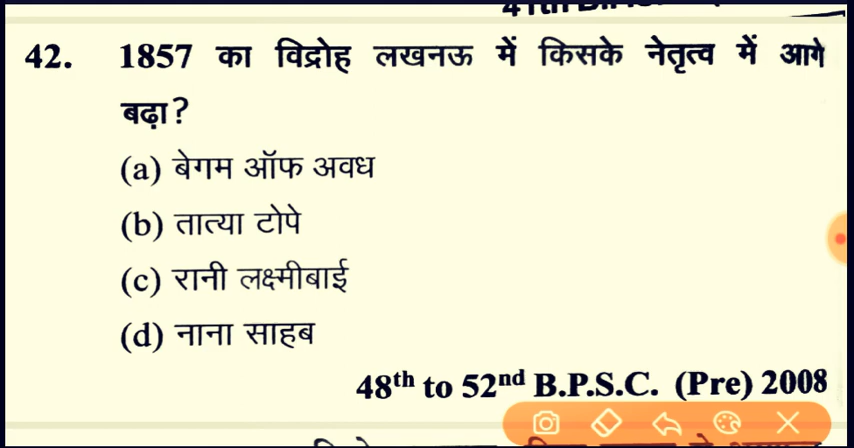 42. 1857 का विद्रोह लखनऊ में किसके नेतृत्व में आगे
बढ़ा?
(a) बेगम ऑफ अवध
(b) तात्या टोपे
(c) रानी लक्ष्मीबाई
(d) नाना साहब
48th to 52nd B.P.S.C. (Pre) 2008